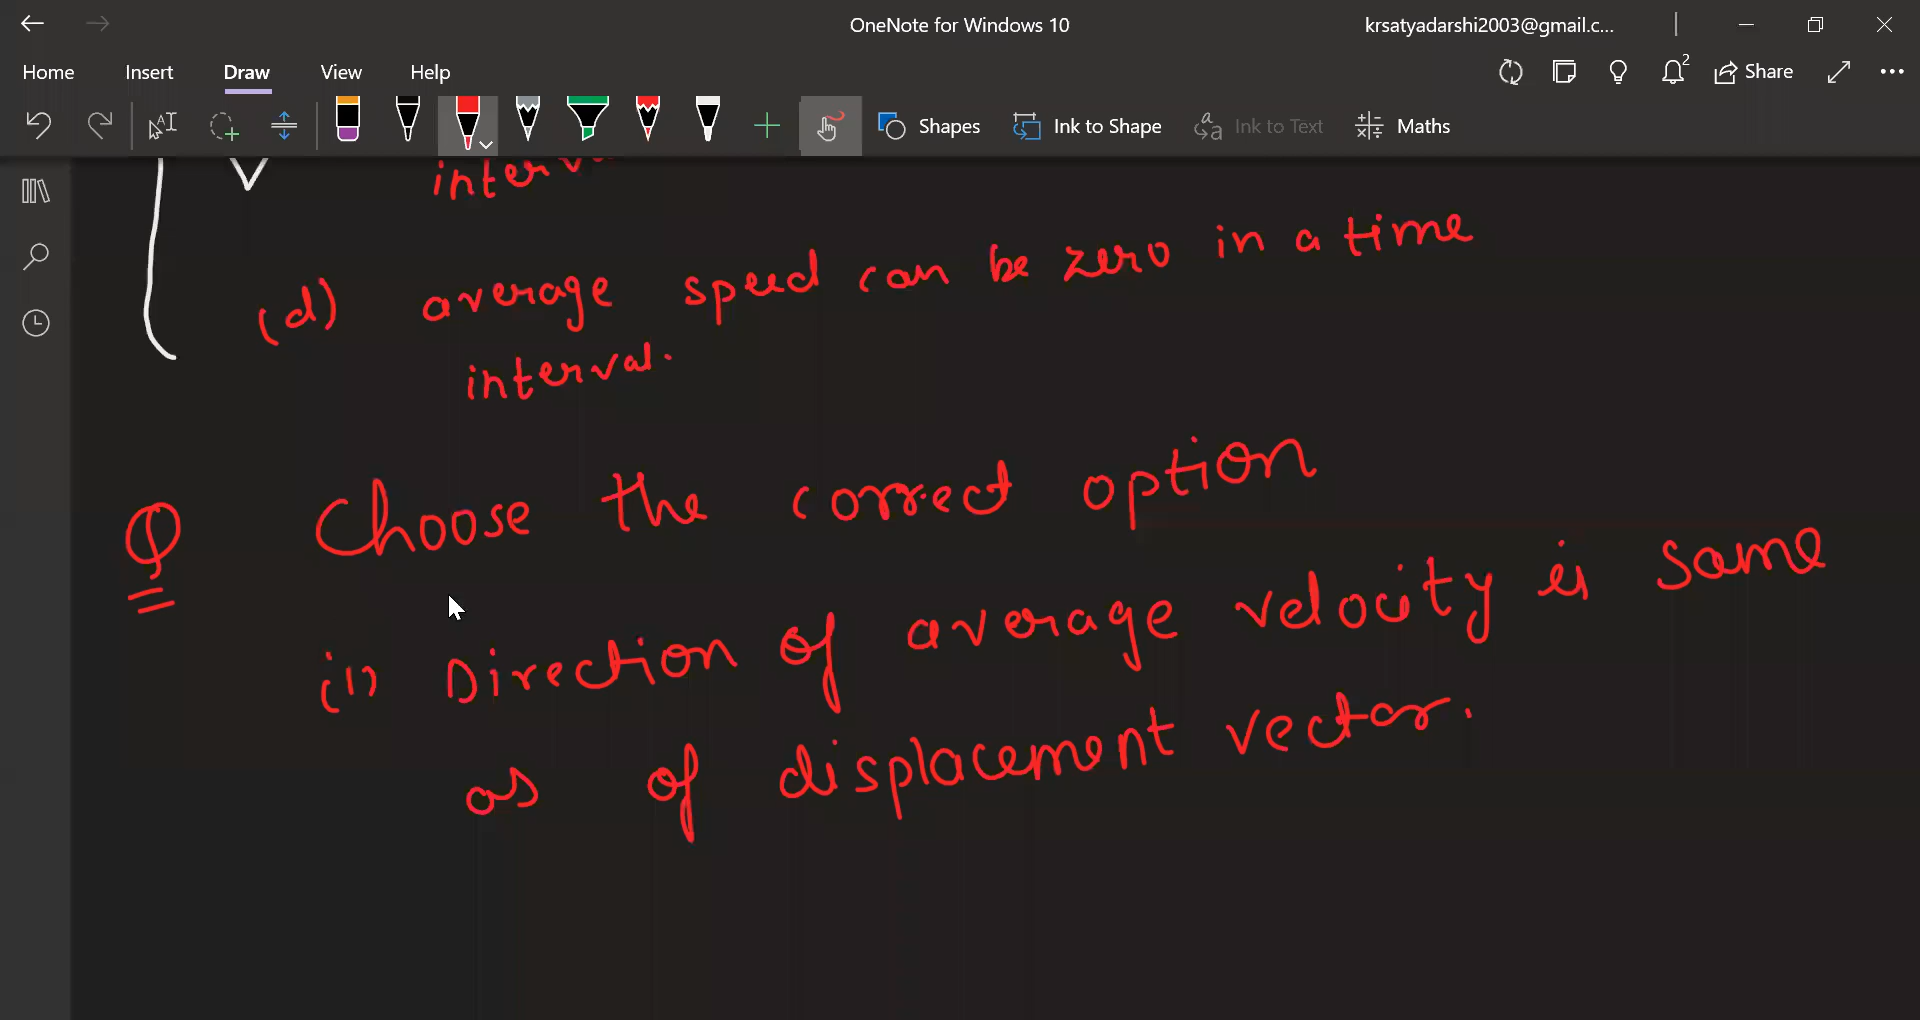 OneNote for Windows 10
krsatyadarshi2003@gmail.c...
Home Insert Draw View Help
2 Share
Shapes Ink to Shape Ink to Text Maths
(d) average speed can be zero in a time
interval.
Q Choose the correct option
(i) Direction of average velocity is same
as of displacement vector.